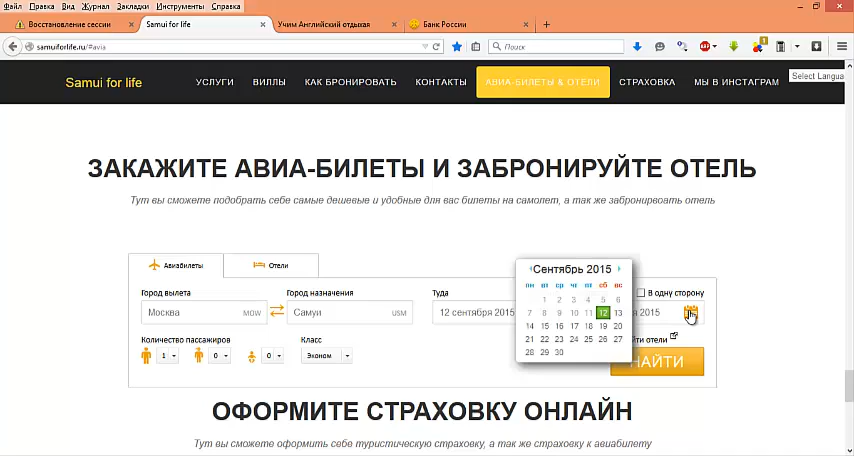 Файл Правка Вид Журнал Закладки Инструменты Справка
Восстановление сессии Samui for life Учим Английский отдыхая Банк России
samuiforlife.ru/#avia Поиск
Samui for life УСЛУГИ ВИЛЛЫ КАК БРОНИРОВАТЬ КОНТАКТЫ АВИА-БИЛЕТЫ & ОТЕЛИ СТРАХОВКА МЫ В ИНСТАГРАМ Select Langua
ЗАКАЖИТЕ АВИА-БИЛЕТЫ И ЗАБРОНИРУЙТЕ ОТЕЛЬ
Тут вы сможете подобрать себе самые дешевые и удобные для вас билеты на самолет, а так же забронирвоать отель
Авиабилеты Отели
Сентябрь 2015
пн вт ср чт пт сб вс
1 2 3 4 5 6
7 8 9 10 11 12 13
14 15 16 17 18 19 20
21 22 23 24 25 26 27
28 29 30
Город вылета Город назначения Туда В одну сторону
Москва MOW Самуи USM 12 сентября 2015 2015
Количество пассажиров Класс йти отели
1 0 0 Эконом НАЙТИ
ОФОРМИТЕ СТРАХОВКУ ОНЛАЙН
Тут вы сможете оформить себе туристическую страховку, а так же страховку к авиабилету